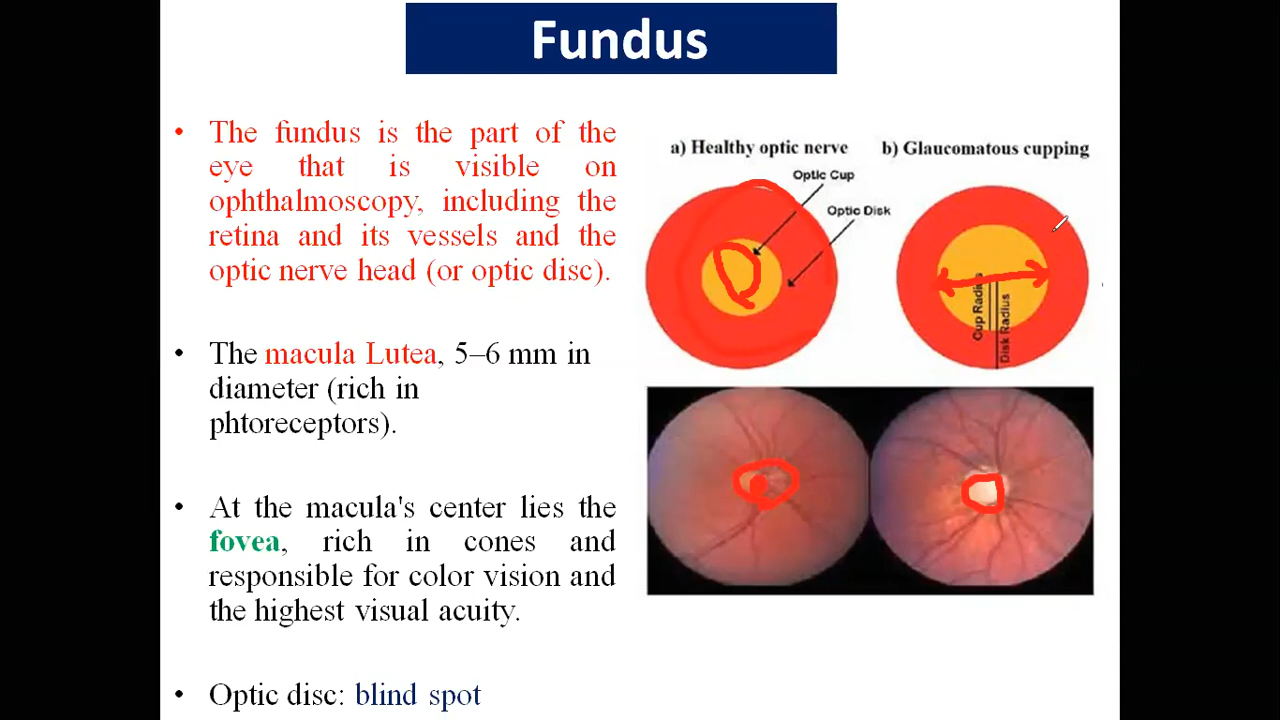 Fundus
• The fundus is the part of the
eye that is visible on
ophthalmoscopy, including the
retina and its vessels and the
optic nerve head (or optic disc).
• The macula Lutea, 5–6 mm in
diameter (rich in
phtoreceptors).
• At the macula's center lies the
fovea, rich in cones and
responsible for color vision and
the highest visual acuity.
• Optic disc: blind spot
a) Healthy optic nerve
b) Glaucomatous cupping
Optic Cup
Optic Disk
Cup Radius
Disk Radius